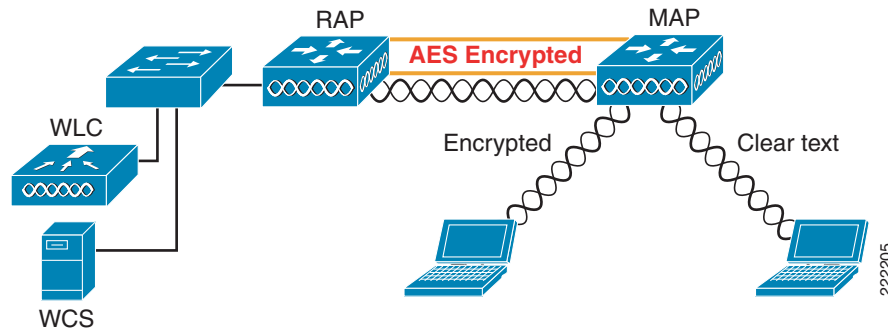 RAP
MAP
AES Encrypted
WLC
Encrypted
Clear text
WCS
222205